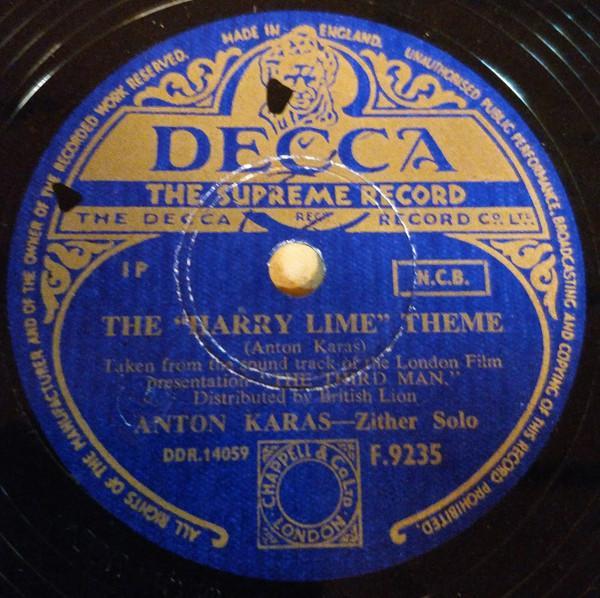 MADE IN ENGLAND.
ALL RIGHTS OF THE MANUFACTURER AND OF THE OWNER OF THE RECORDED WORK RESERVED.
UNAUTHORISED PUBLIC PERFORMANCE, BROADCASTING AND COPYING OF THIS RECORD PROHIBITED.
DECCA
THE SUPREME RECORD
THE DECCA RECORD CO. LTD.
REGD
1P
N.C.B.
THE "HARRY LIME" THEME
(Anton Karas)
Taken from the sound track of the London Film
presentation "THE THIRD MAN."
Distributed by British Lion
ANTON KARAS—Zither Solo
DDR.14059
F.9235
CHAPPELL & CO. LTD
LONDON